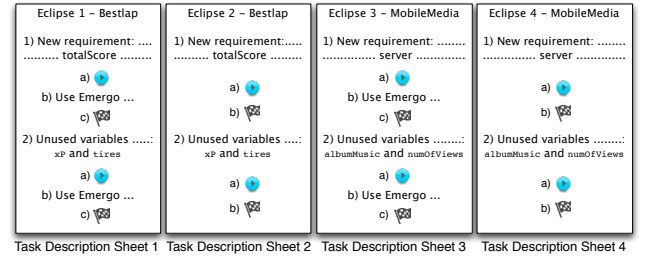 Eclipse 1 – Bestlap
1) New requirement: ....
.......... totalScore .........
a)
b) Use Emergo ...
c)
2) Unused variables .....:
xP and tires
a)
b) Use Emergo ...
c)
Task Description Sheet 1
Eclipse 2 – Bestlap
1) New requirement:.....
.......... totalScore .........
a)
b)
2) Unused variables ....:
xP and tires
a)
b)
Task Description Sheet 2
Eclipse 3 – MobileMedia
1) New requirement: ........
.............. server ............
a)
b) Use Emergo ...
c)
2) Unused variables ........:
albumMusic and numOfViews
a)
b) Use Emergo ...
c)
Task Description Sheet 3
Eclipse 4 – MobileMedia
1) New requirement: ........
.............. server ............
a)
b)
2) Unused variables ........:
albumMusic and numOfViews
a)
b)
Task Description Sheet 4